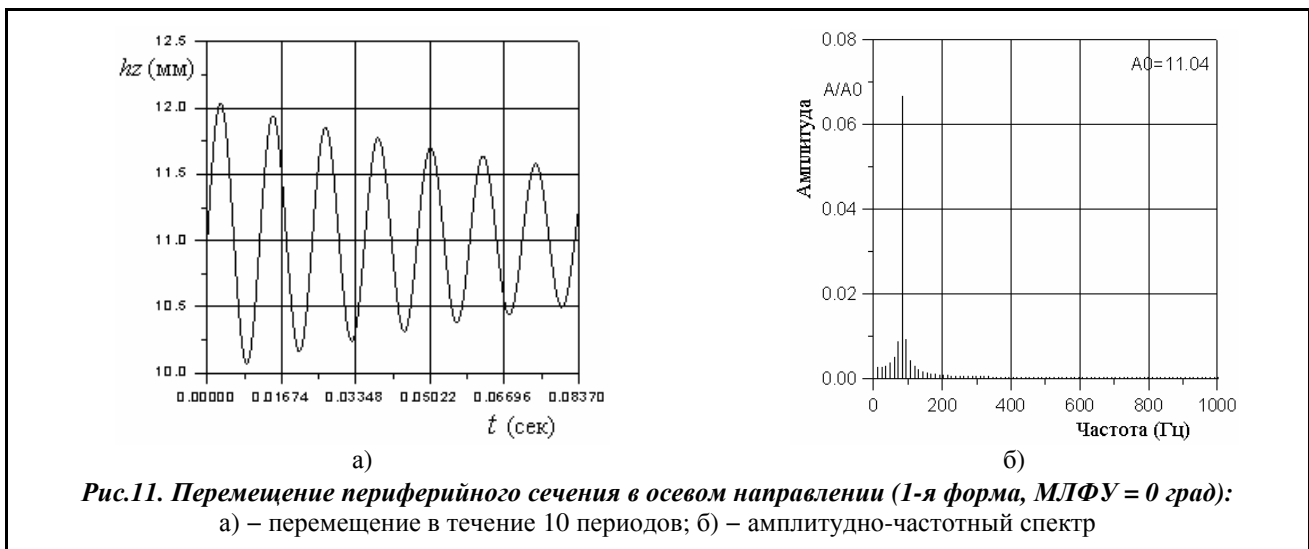 12.5
hz (мм)
12.0
11.5
11.0
10.5
10.0
0.00000 0.01674 0.03348 0.05022 0.06696 0.08370
t (сек)
а)
0.08
A0=11.04
A/A0
0.06
Амплитуда
0.04
0.02
0.00
0 200 400 600 800 1000
Частота (Гц)
б)
Рис.11. Перемещение периферийного сечения в осевом направлении (1-я форма, МЛФУ = 0 град):
а) − перемещение в течение 10 периодов; б) − амплитудно-частотный спектр